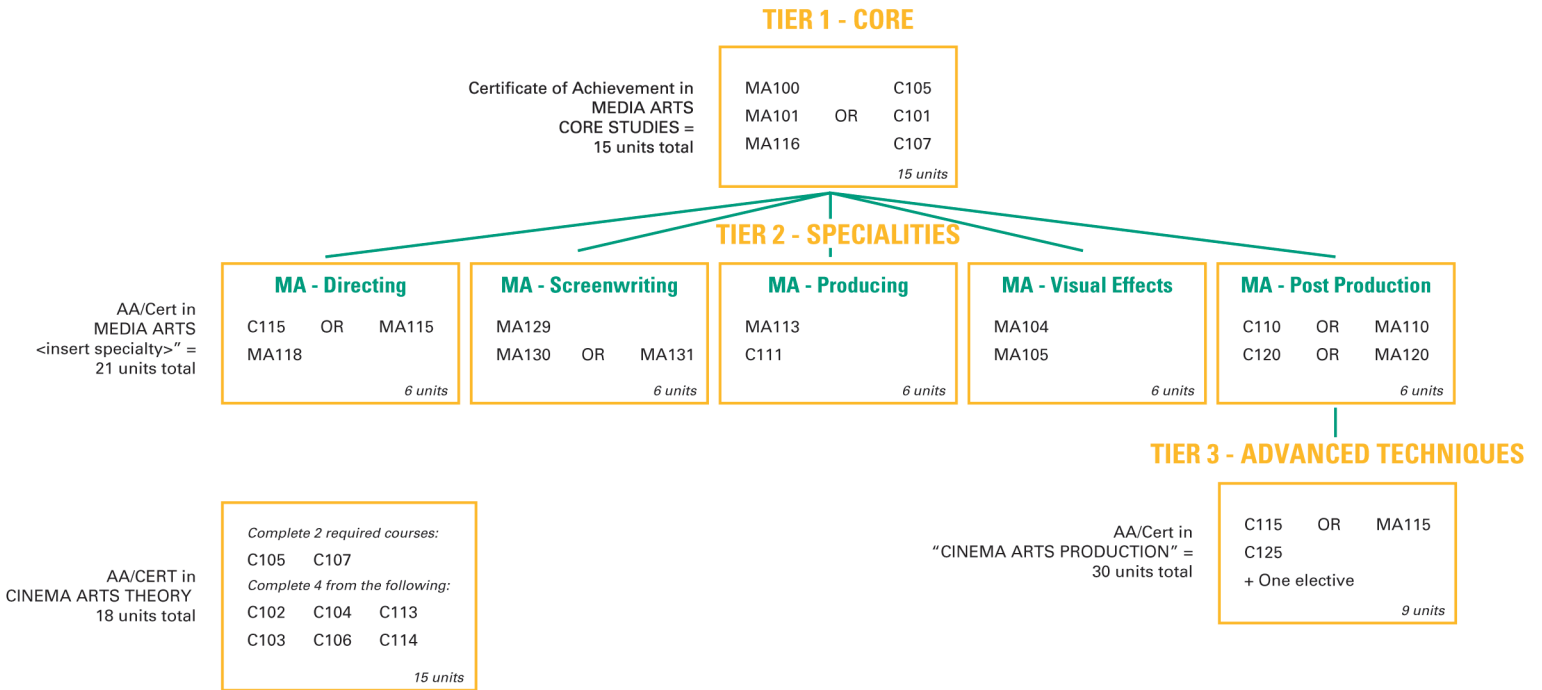 TIER 1 - CORE
Certificate of Achievement in
MEDIA ARTS
CORE STUDIES =
15 units total
MA100 C105
MA101 OR C101
MA116 C107
15 units
TIER 2 - SPECIALITIES
AA/Cert in
MEDIA ARTS
<insert specialty>” =
21 units total
MA - Directing
C115 OR MA115
MA118
6 units
MA - Screenwriting
MA129
MA130 OR MA131
6 units
MA - Producing
MA113
C111
6 units
MA - Visual Effects
MA104
MA105
6 units
MA - Post Production
C110 OR MA110
C120 OR MA120
6 units
TIER 3 - ADVANCED TECHNIQUES
AA/Cert in
“CINEMA ARTS PRODUCTION” =
30 units total
C115 OR MA115
C125
+ One elective
9 units
AA/CERT in
CINEMA ARTS THEORY
18 units total
Complete 2 required courses:
C105 C107
Complete 4 from the following:
C102 C104 C113
C103 C106 C114
15 units